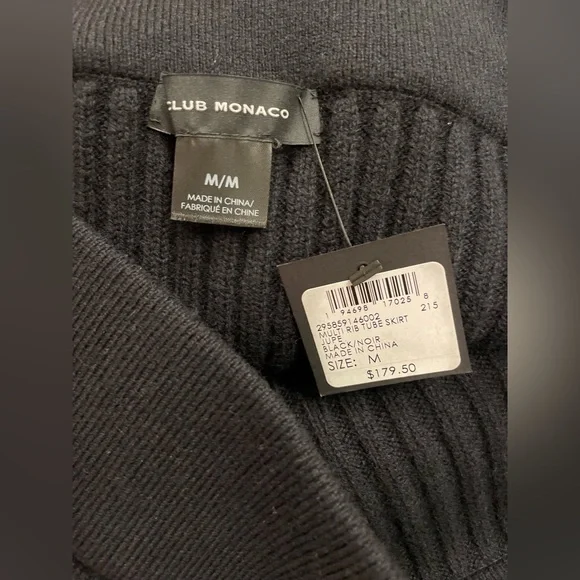 CLUB MONACO
M/M
MADE IN CHINA/
FABRIQUÉ EN CHINE
1 94698 17025 8
295859146002 215
MULTI RIB TUBE SKIRT
JUPE
BLACK/NOIR
MADE IN CHINA
SIZE: M
$179.50